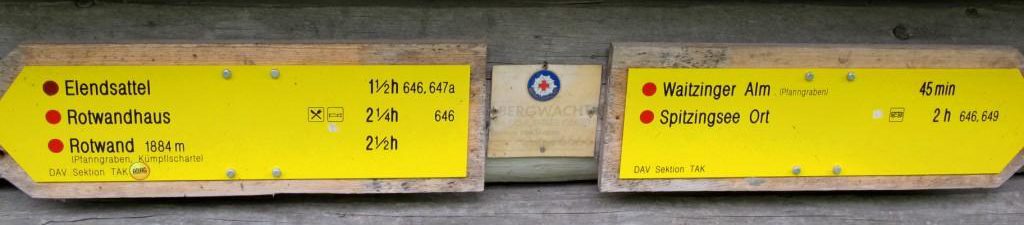 Elendsattel 1½h 646, 647a
Rotwandhaus 2¼h 646
Rotwand 1884 m 2½h
(Pfanngraben, Kümpflscharte)
DAV Sektion TAK
BERGWACHT
Waitzinger Alm (Pfanngraben) 45 min
Spitzingsee Ort 2 h 646, 649
DAV Sektion TAK